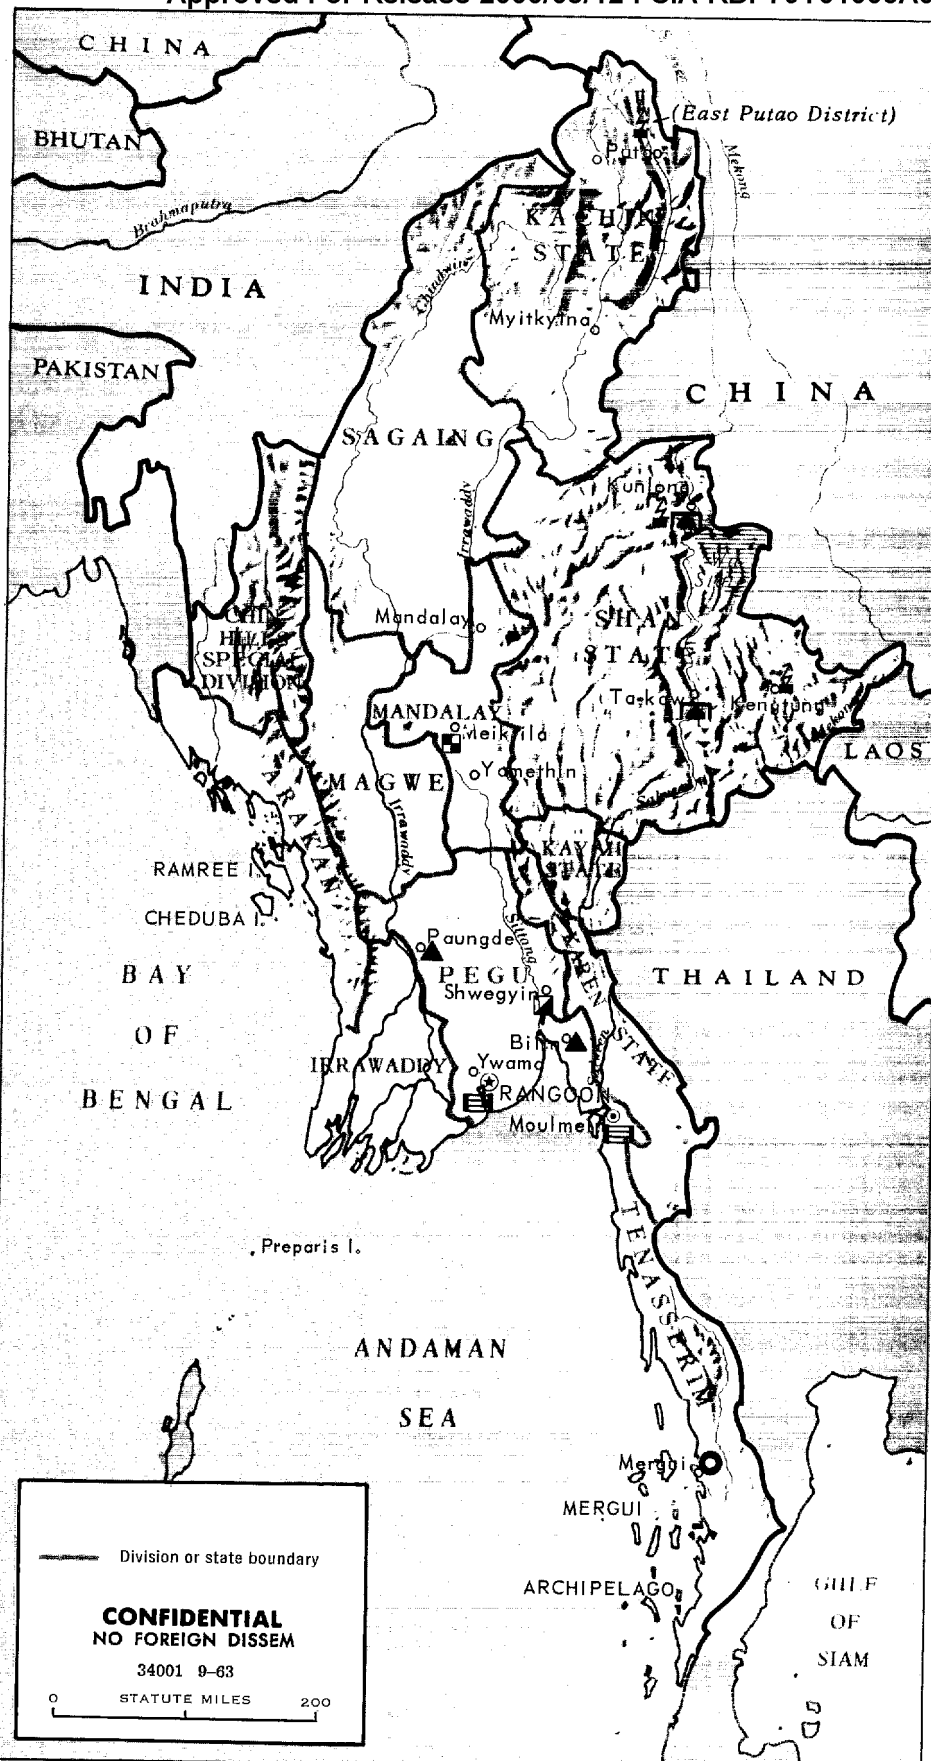 CHINA
BHUTAN
(East Putao District)
Putao
Mekong
Brahmaputra
KACHIN
STATE
INDIA
Chindwin
Myitkyina
PAKISTAN
CHINA
SAGAING
Kunlong
Irrawaddy
CHIN
HILLS
SPECIAL
DIVISION
Mandalay
SHAN
STATE
Ta-kaw
Kengtung
Mekong
MANDALAY
Meiktila
LAOS
MAGWE
Yamethin
Salween
ARAKAN
Irrawaddy
KAYAH
STATE
RAMREE I.
CHEDUBA I.
Sittang
Paungde
KAREN STATE
BAY
OF
BENGAL
PEGU
THAILAND
Shwegyin
Bilin
IRRAWADDY
Ywama
RANGOON
Moulmein
TENASSERIM
Preparis I.
ANDAMAN
SEA
Mergui
MERGUI
ARCHIPELAGO
GULF
OF
SIAM
Division or state boundary
CONFIDENTIAL
NO FOREIGN DISSEM
34001 9-63
0 STATUTE MILES 200